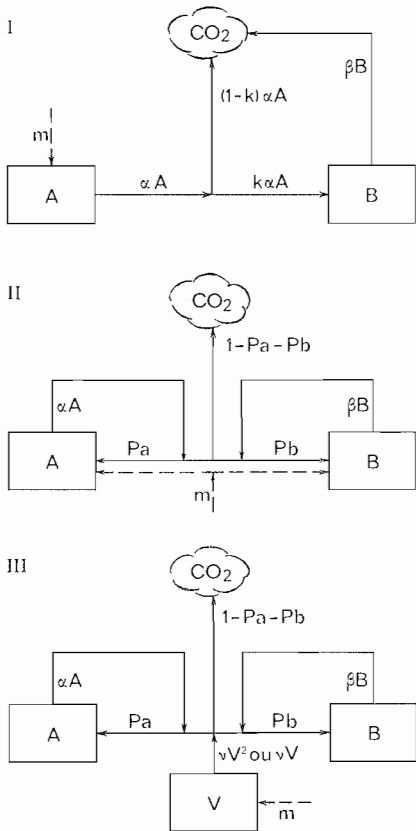 I
CO2
βB
(1-k)αA
m
A
αA
kαA
B
II
CO2
1-Pa-Pb
αA
βB
A
Pa
Pb
B
m
III
CO2
1-Pa-Pb
αA
βB
A
Pa
Pb
B
νV² ou νV
V
m